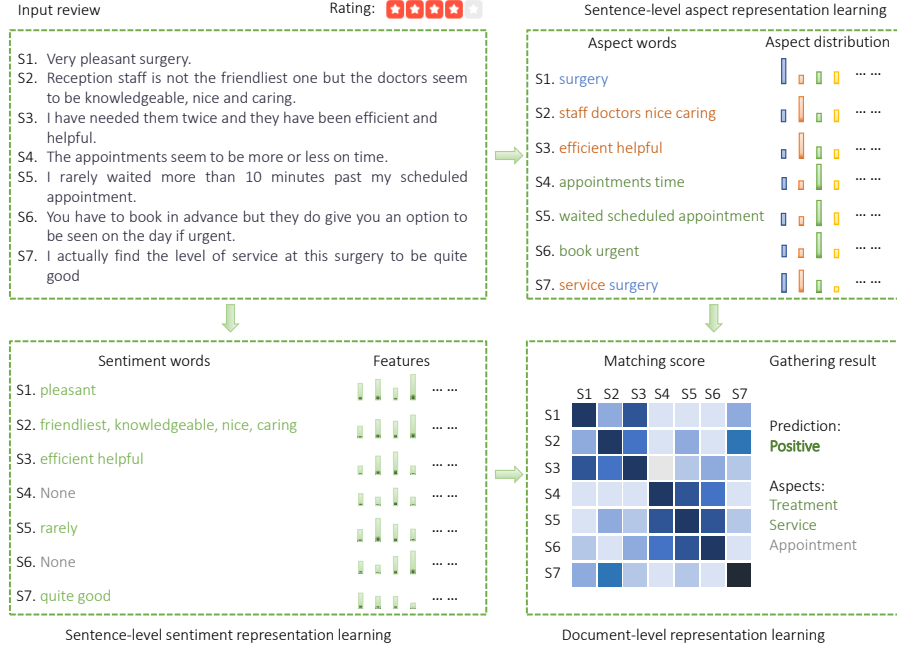 Input review
Rating:
S1. Very pleasant surgery.
S2. Reception staff is not the friendliest one but the doctors seem
to be knowledgeable, nice and caring.
S3. I have needed them twice and they have been efficient and
helpful.
S4. The appointments seem to be more or less on time.
S5. I rarely waited more than 10 minutes past my scheduled
appointment.
S6. You have to book in advance but they do give you an option to
be seen on the day if urgent.
S7. I actually find the level of service at this surgery to be quite
good
Sentence-level aspect representation learning
Aspect words
Aspect distribution
S1. surgery
... ...
S2. staff doctors nice caring
... ...
S3. efficient helpful
... ...
S4. appointments time
... ...
S5. waited scheduled appointment
... ...
S6. book urgent
... ...
S7. service surgery
... ...
Sentiment words
Features
S1. pleasant
... ...
S2. friendliest, knowledgeable, nice, caring
... ...
S3. efficient helpful
... ...
S4. None
... ...
S5. rarely
... ...
S6. None
... ...
S7. quite good
... ...
Sentence-level sentiment representation learning
Matching score
Gathering result
S1 S2 S3 S4 S5 S6 S7
S1
S2
S3
S4
S5
S6
S7
Prediction:
Positive
Aspects:
Treatment
Service
Appointment
Document-level representation learning